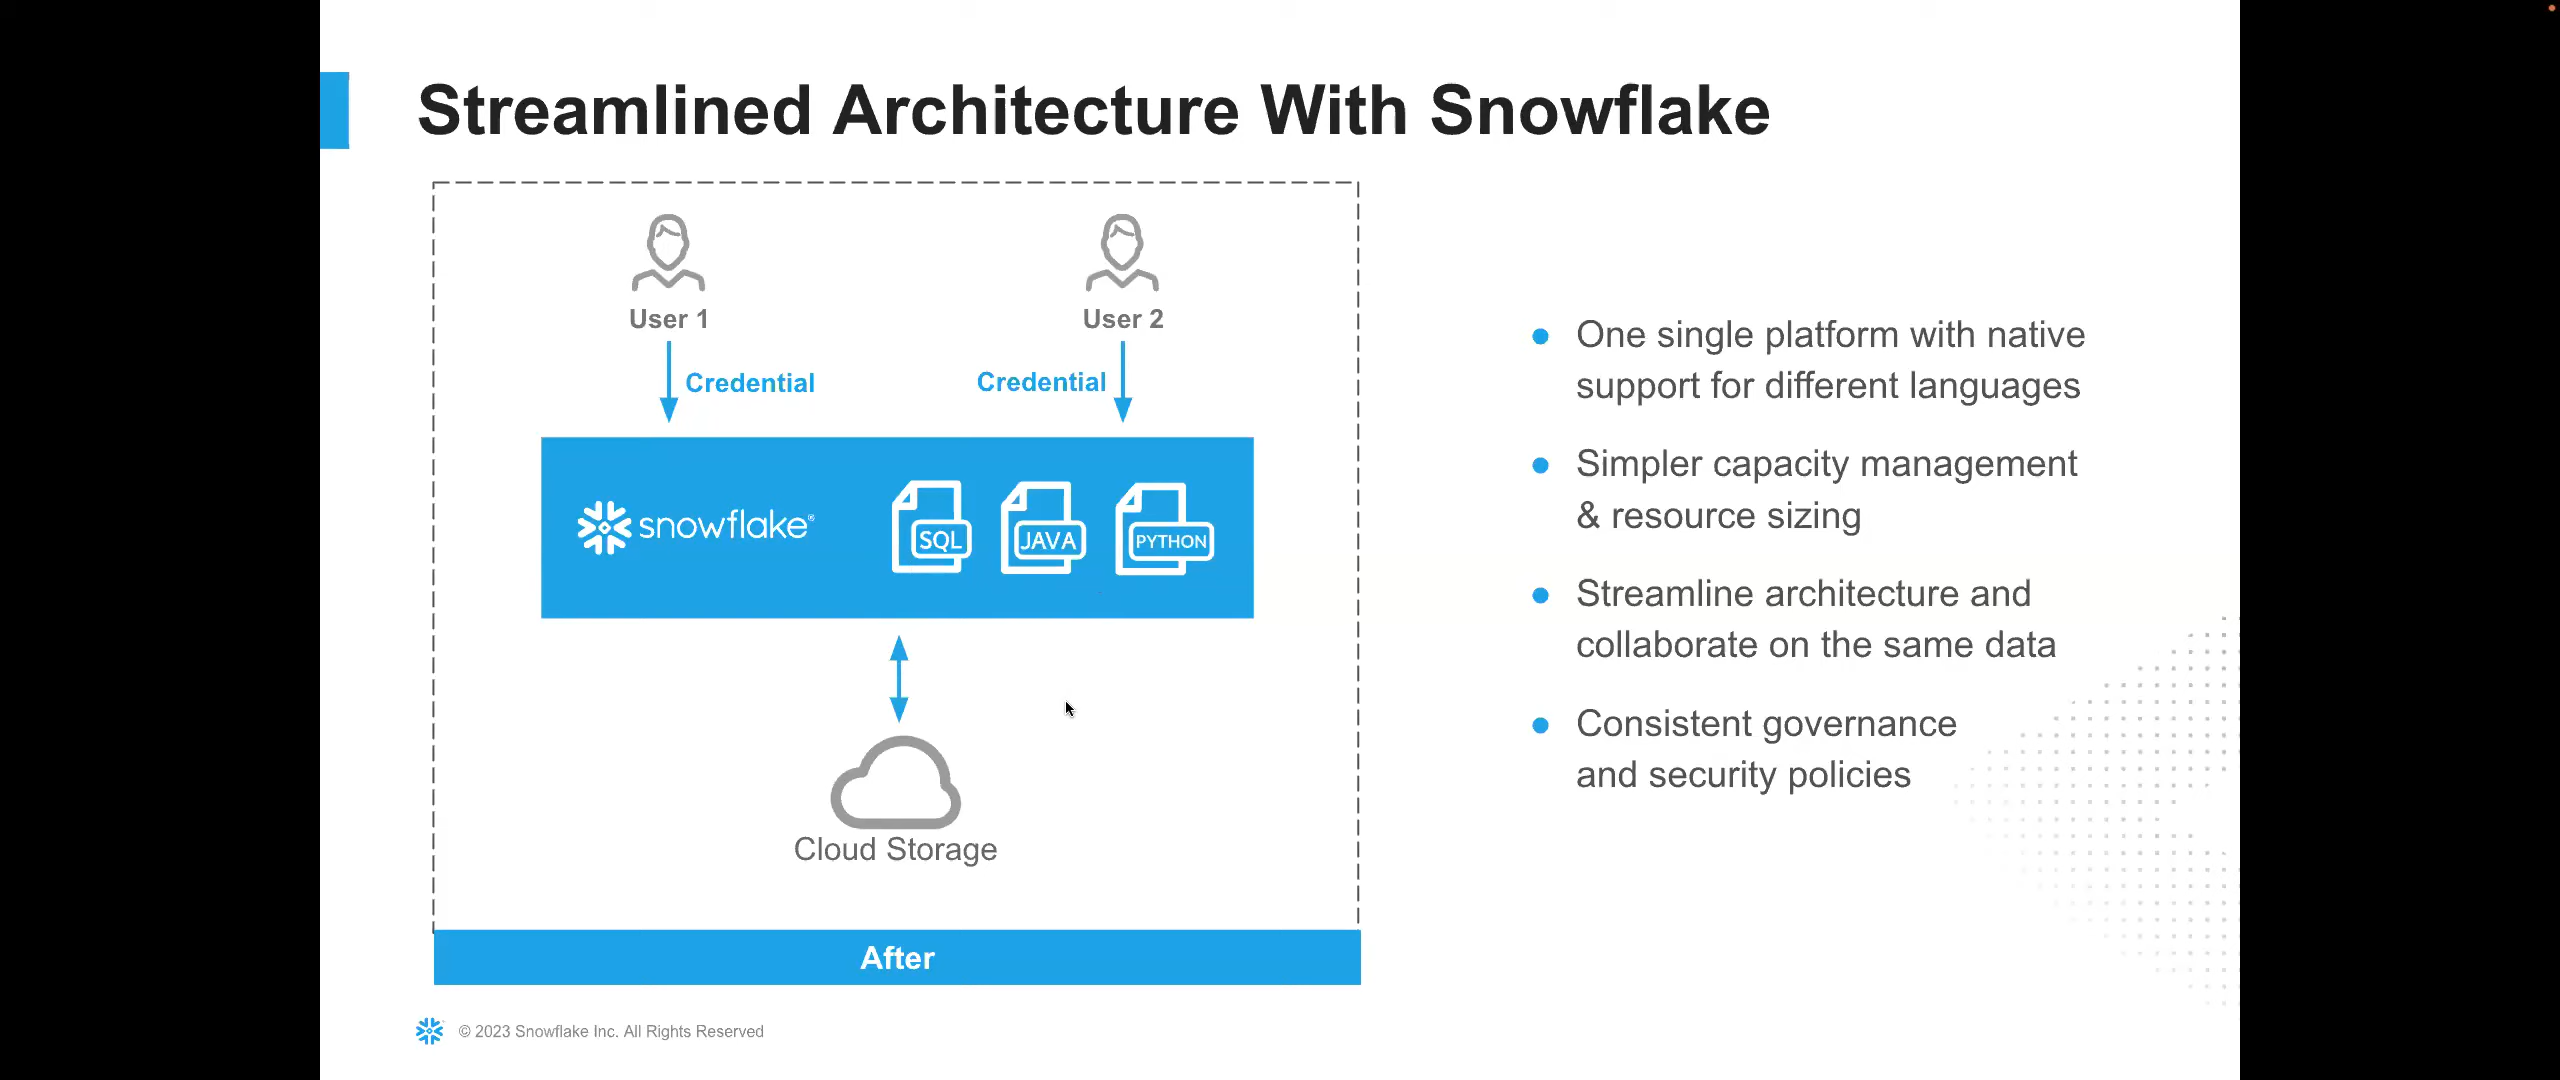 Streamlined Architecture With Snowflake
User 1
User 2
Credential
Credential
snowflake®
SQL
JAVA
PYTHON
Cloud Storage
After
One single platform with native
support for different languages
Simpler capacity management
& resource sizing
Streamline architecture and
collaborate on the same data
Consistent governance
and security policies
© 2023 Snowflake Inc. All Rights Reserved